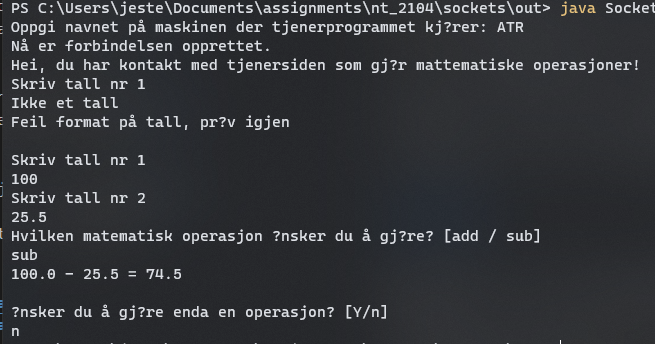 PS C:\Users\jeste\Documents\assignments\nt_2104\sockets\out> java Socket
Oppgi navnet på maskinen der tjenerprogrammet kj?rer: ATR
Nå er forbindelsen opprettet.
Hei, du har kontakt med tjenersiden som gj?r mattematiske operasjoner!
Skriv tall nr 1
Ikke et tall
Feil format på tall, pr?v igjen
Skriv tall nr 1
100
Skriv tall nr 2
25.5
Hvilken matematisk operasjon ?nsker du å gj?re? [add / sub]
sub
100.0 - 25.5 = 74.5
?nsker du å gj?re enda en operasjon? [Y/n]
n